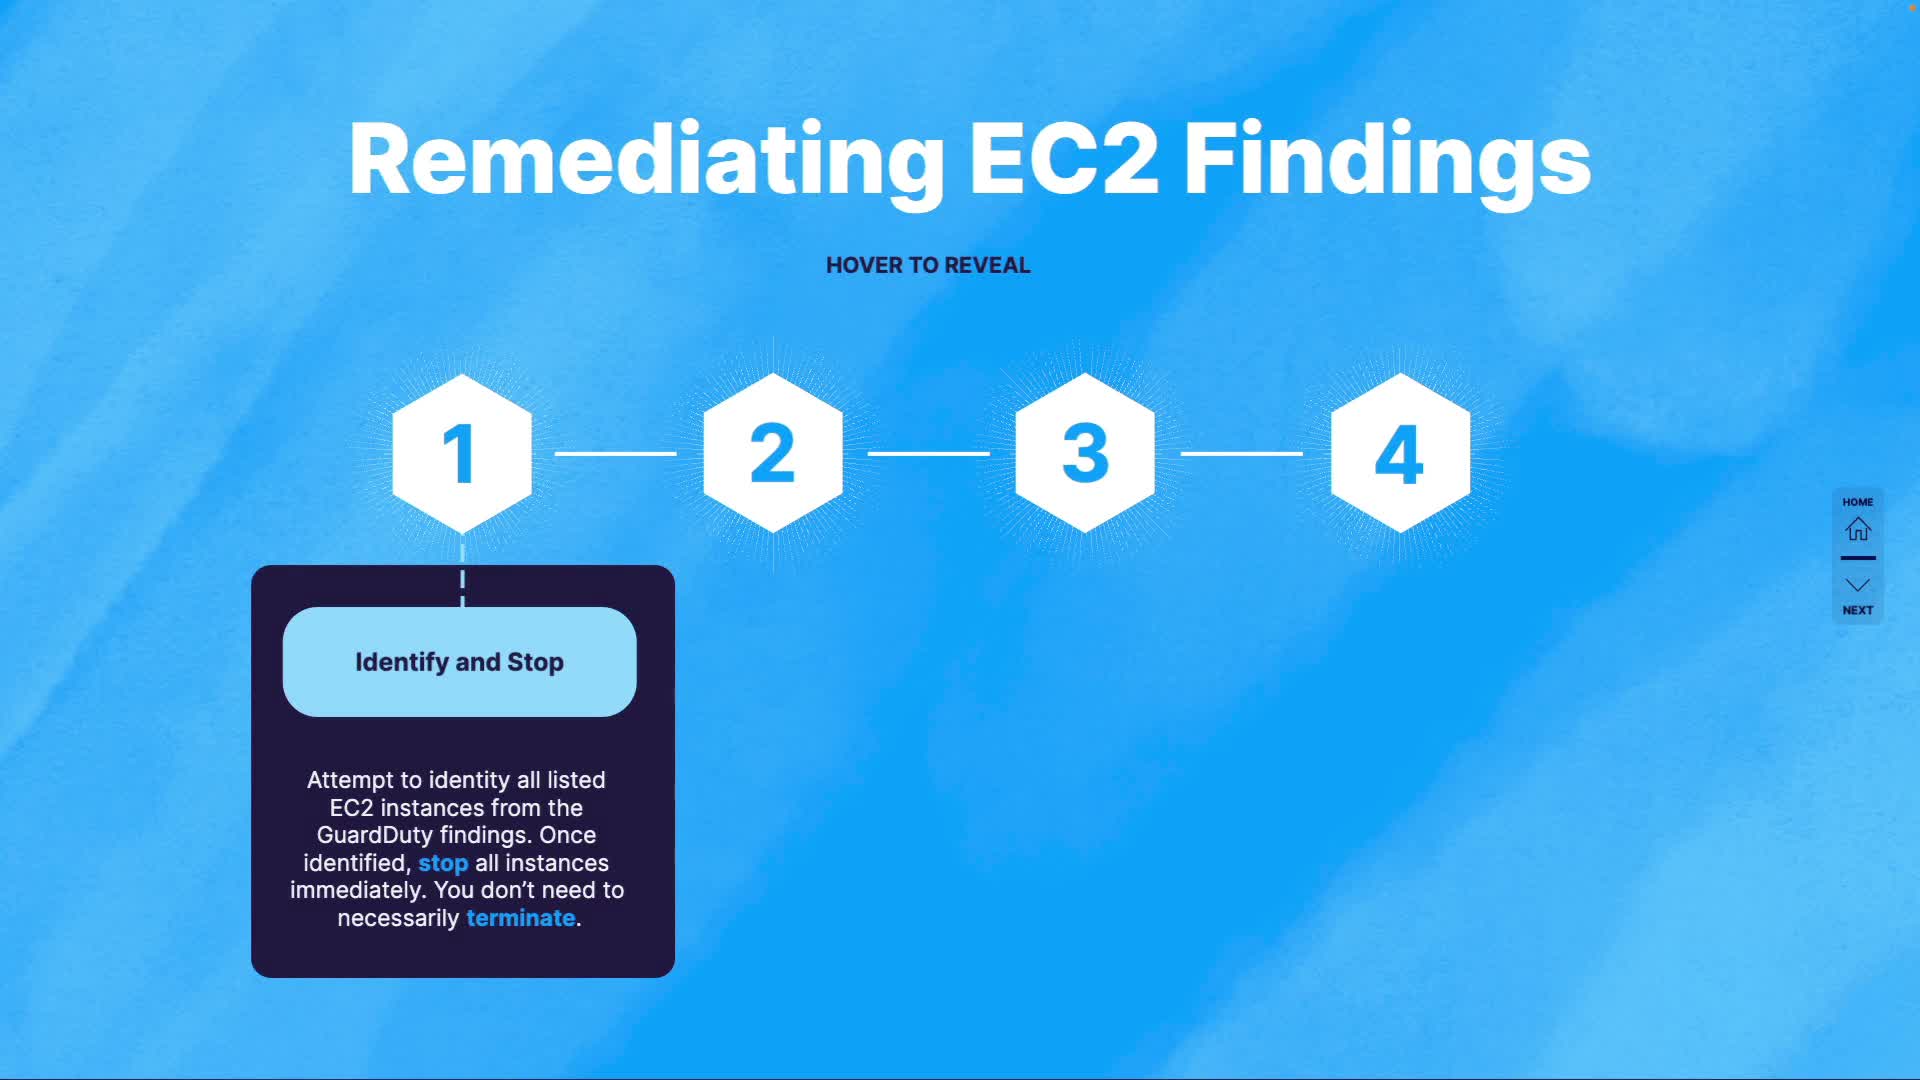 Remediating EC2 Findings
HOVER TO REVEAL
1
2
3
4
Identify and Stop
Attempt to identity all listed
EC2 instances from the
GuardDuty findings. Once
identified, stop all instances
immediately. You don’t need to
necessarily terminate.
HOME
NEXT